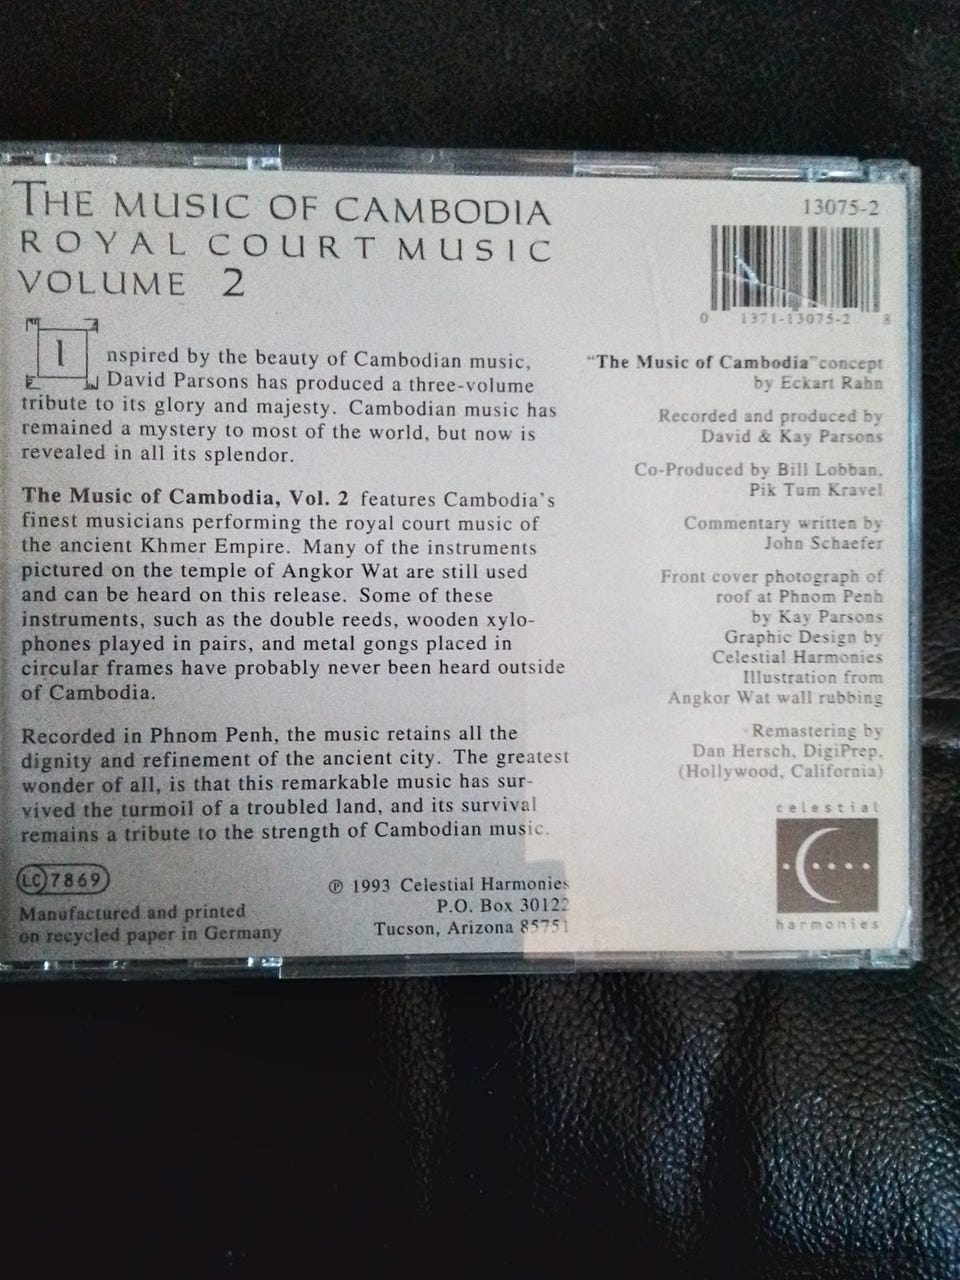 THE MUSIC OF CAMBODIA
ROYAL COURT MUSIC
VOLUME 2
Inspired by the beauty of Cambodian music,
David Parsons has produced a three-volume
tribute to its glory and majesty. Cambodian music has
remained a mystery to most of the world, but now is
revealed in all its splendor.
The Music of Cambodia, Vol. 2 features Cambodia's
finest musicians performing the royal court music of
the ancient Khmer Empire. Many of the instruments
pictured on the temple of Angkor Wat are still used
and can be heard on this release. Some of these
instruments, such as the double reeds, wooden xylo-
phones played in pairs, and metal gongs placed in
circular frames have probably never been heard outside
of Cambodia.
Recorded in Phnom Penh, the music retains all the
dignity and refinement of the ancient city. The greatest
wonder of all, is that this remarkable music has sur-
vived the turmoil of a troubled land, and its survival
remains a tribute to the strength of Cambodian music.
LC 7869
Manufactured and printed
on recycled paper in Germany
℗ 1993 Celestial Harmonies
P.O. Box 30122
Tucson, Arizona 85751
13075-2
0 1371-13075-2 8
"The Music of Cambodia" concept
by Eckart Rahn
Recorded and produced by
David & Kay Parsons
Co-Produced by Bill Lobban,
Pik Tum Kravel
Commentary written by
John Schaefer
Front cover photograph of
roof at Phnom Penh
by Kay Parsons
Graphic Design by
Celestial Harmonies
Illustration from
Angkor Wat wall rubbing
Remastering by
Dan Hersch, DigiPrep,
(Hollywood, California)
celestial
harmonies